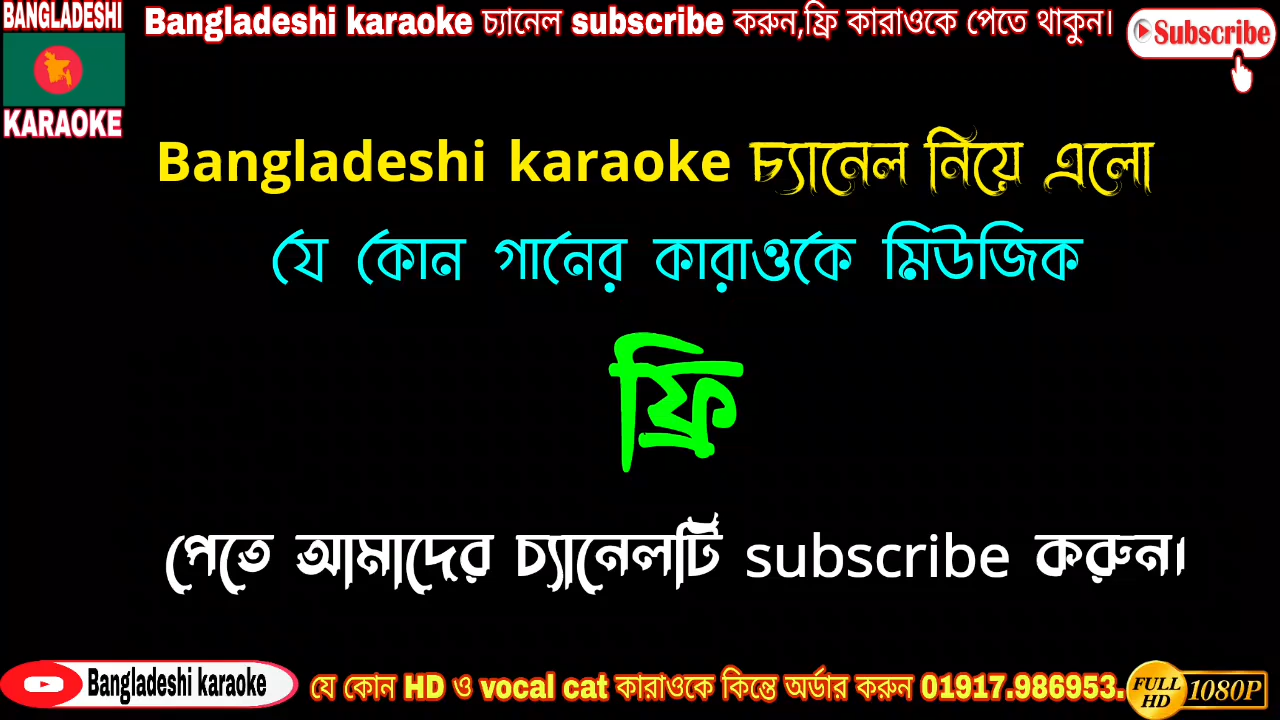 BANGLADESHI
KARAOKE
Bangladeshi karaoke চ্যানেল subscribe করুন,ফ্রি কারাওকে পেতে থাকুন।
Subscribe
Bangladeshi karaoke চ্যানেল নিয়ে এলো
যে কোন গানের কারাওকে মিউজিক
ফ্রি
পেতে আমাদের চ্যানেলটি subscribe করুন।
Bangladeshi karaoke
যে কোন HD ও vocal cat কারাওকে কিন্তে অর্ডার করুন 01917.986953.
FULL HD 1080P